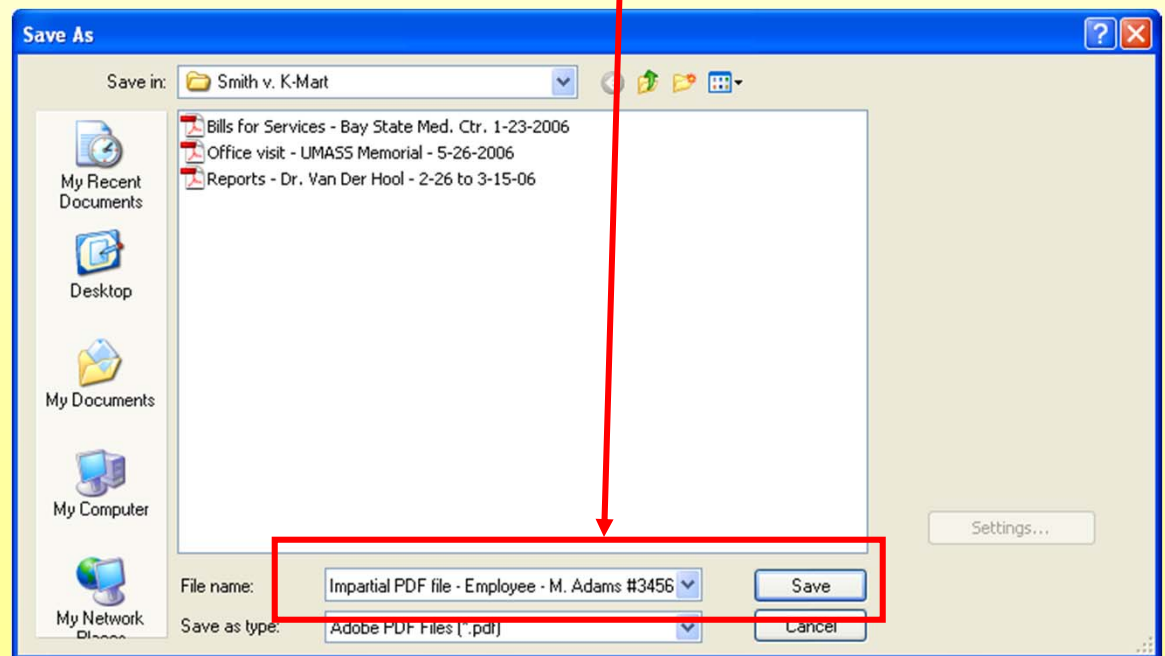 Save As
Save in:
Smith v. K-Mart
Bills for Services - Bay State Med. Ctr. 1-23-2006
Office visit - UMASS Memorial - 5-26-2006
Reports - Dr. Van Der Hool - 2-26 to 3-15-06
My Recent
Documents
Desktop
My Documents
My Computer
My Network
Places
Settings...
File name:
Impartial PDF file - Employee - M. Adams #3456
Save
Save as type:
Adobe PDF Files (*.pdf)
Cancel